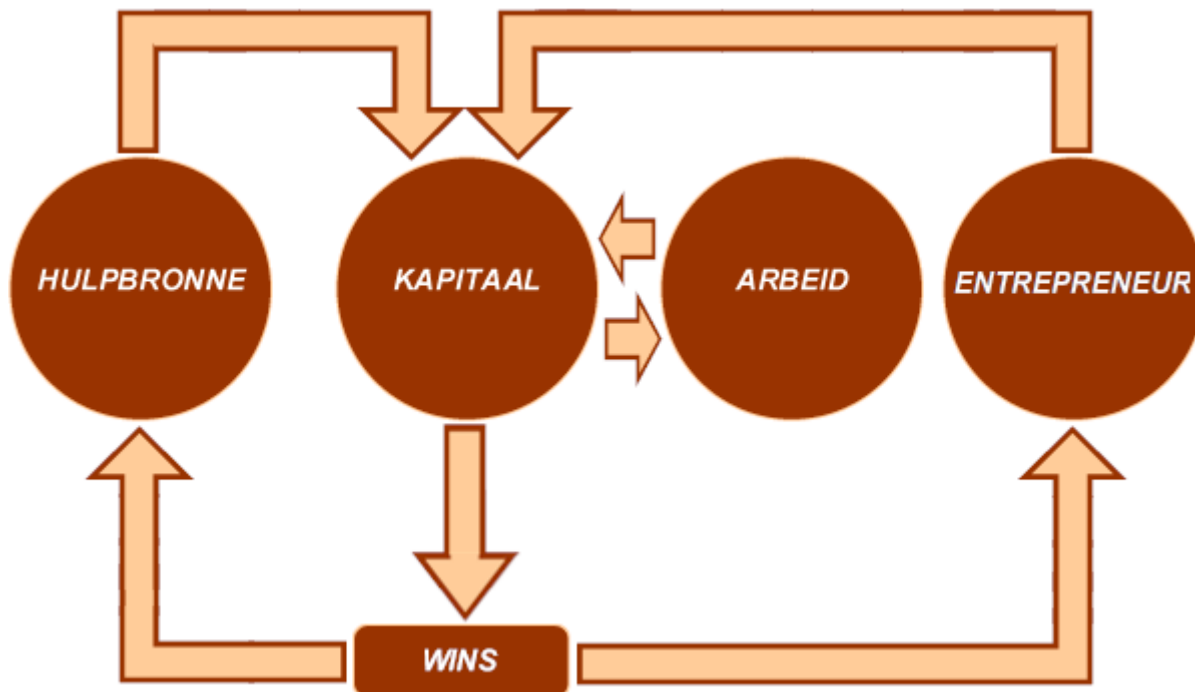 HULPBRONNE
KAPITAAL
ARBEID
ENTREPRENEUR
WINS